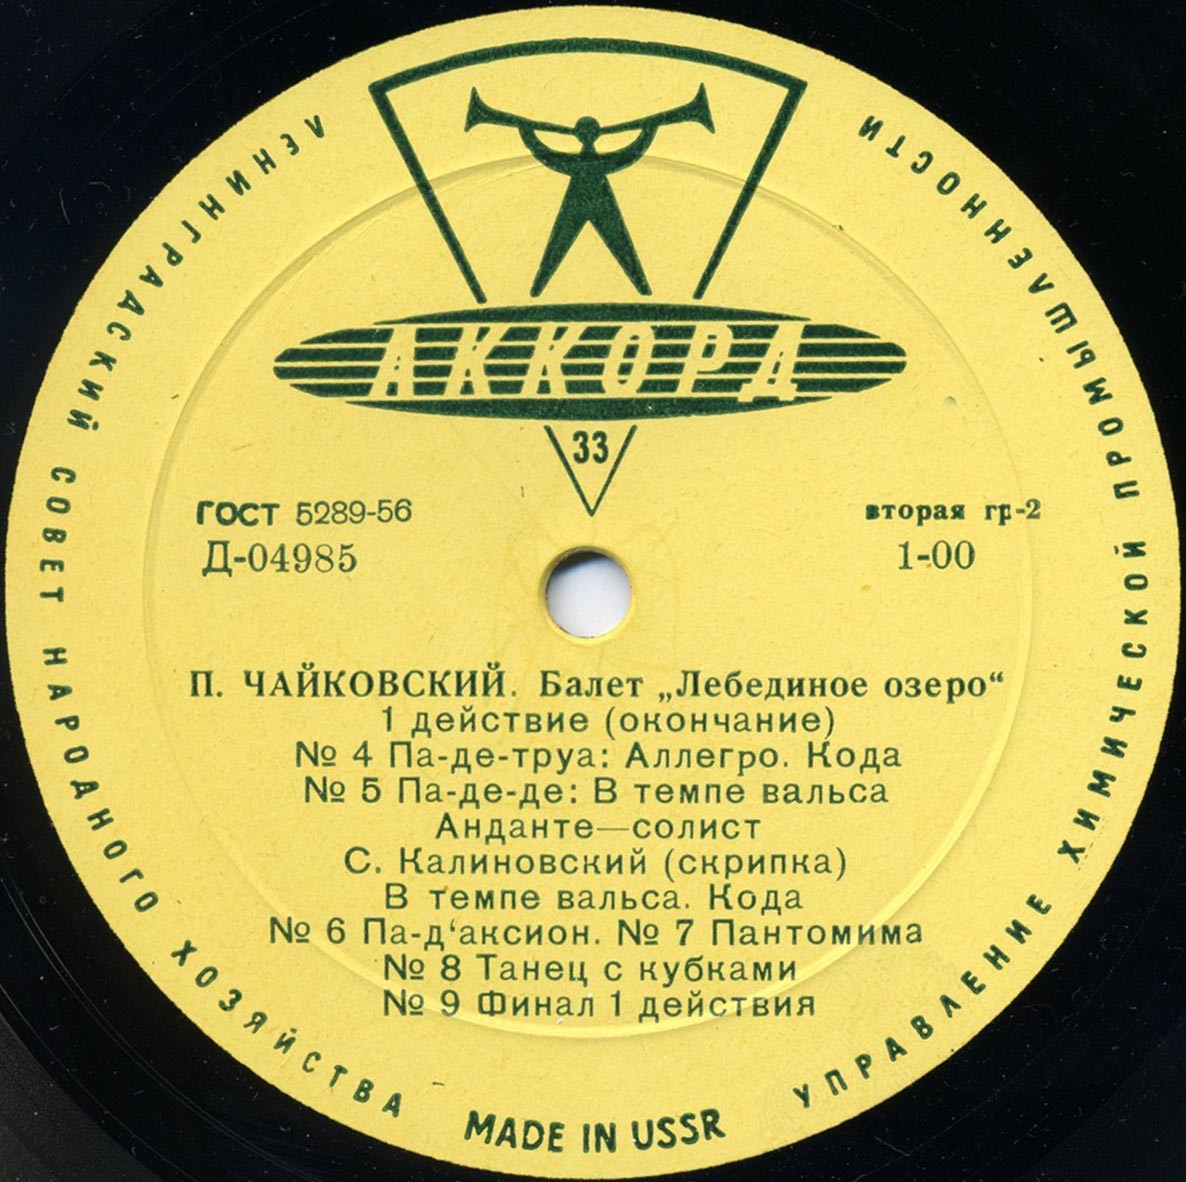 ЛЕНИНГРАДСКИЙ СОВЕТ НАРОДНОГО ХОЗЯЙСТВА
УПРАВЛЕНИЕ ХИМИЧЕСКОЙ ПРОМЫШЛЕННОСТИ
АККОРД
33
ГОСТ 5289-56
вторая гр-2
Д-04985
1-00
П. ЧАЙКОВСКИЙ. Балет „Лебединое озеро“
1 действие (окончание)
№ 4 Па-де-труа: Аллегро. Кода
№ 5 Па-де-де: В темпе вальса
Анданте—солист
С. Калиновский (скрипка)
В темпе вальса. Кода
№ 6 Па-д‘аксион. № 7 Пантомима
№ 8 Танец с кубками
№ 9 Финал 1 действия
MADE IN USSR